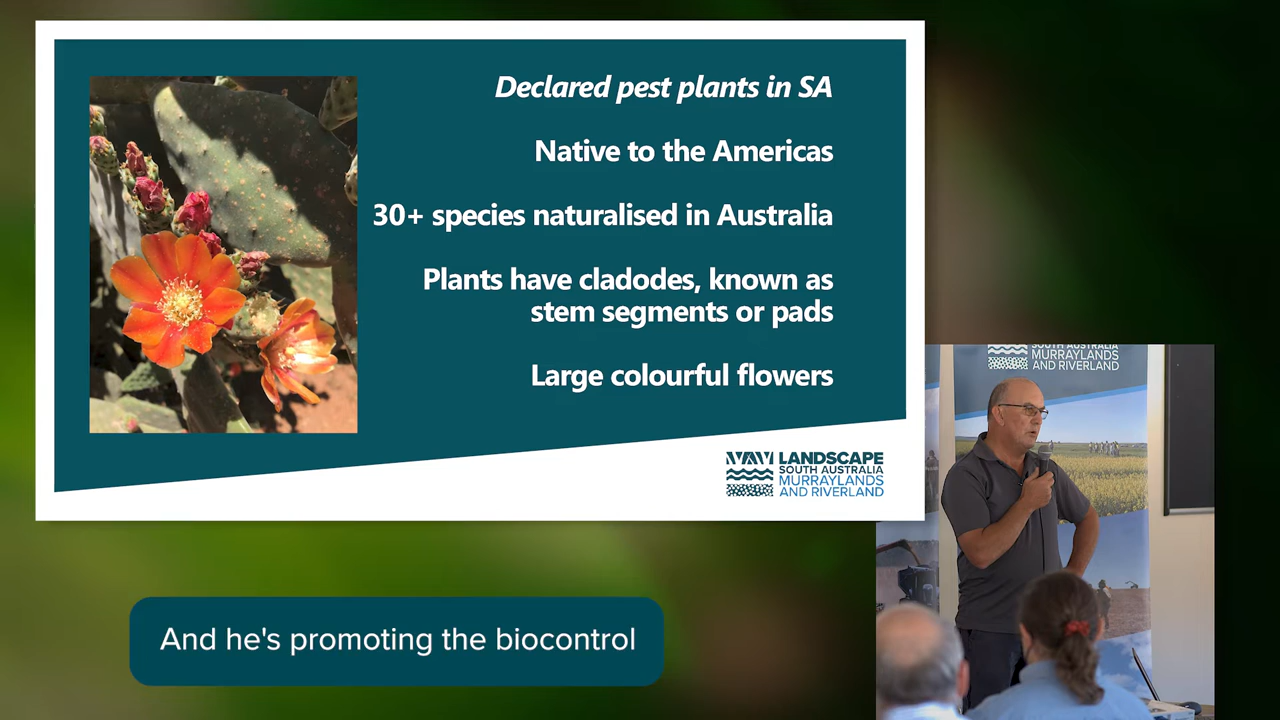 Declared pest plants in SA
Native to the Americas
30+ species naturalised in Australia
Plants have cladodes, known as
stem segments or pads
Large colourful flowers
LANDSCAPE
SOUTH AUSTRALIA
MURRAYLANDS
AND RIVERLAND
SOUTH AUSTRALIA
MURRAYLANDS
AND RIVERLAND
And he's promoting the biocontrol